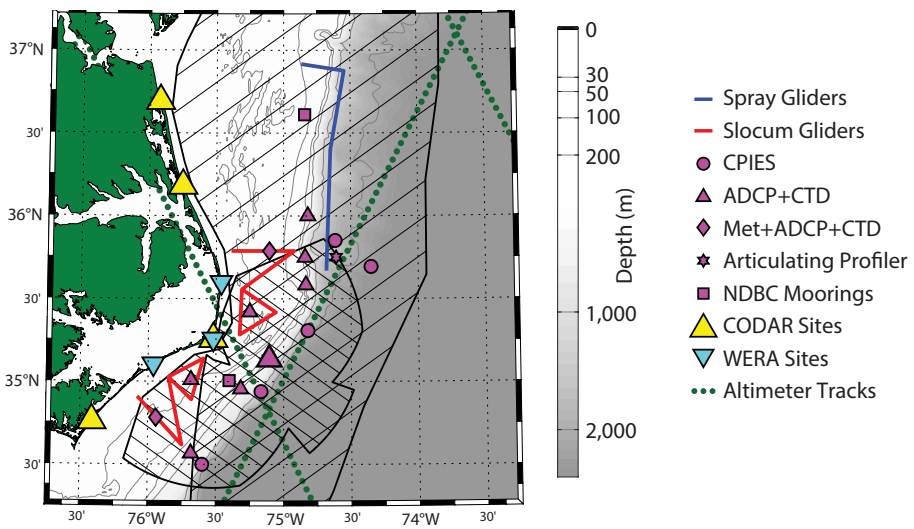 37°N
30'
36°N
30'
35°N
30'
30'
76°W
30'
75°W
30'
74°W
30'
0
30
50
100
200
1,000
2,000
Depth (m)
Spray Gliders
Slocum Gliders
CPIES
ADCP+CTD
Met+ADCP+CTD
Articulating Profiler
NDBC Moorings
CODAR Sites
WERA Sites
Altimeter Tracks